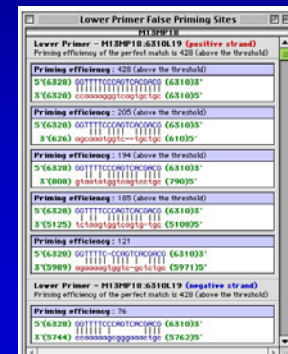 Lower Primer False Priming Sites
M13MP18
Lower Primer - M13MP18:6310L19 (positive strand)
Priming efficiency of the perfect match is 428 (above the threshold)
Priming efficiency: 428 (above the threshold)
5'(6328) GGTTTTCCCAGTCACGACG (6310)3'
3'(6328) ccaaaagggtcagtgctgc (6310)5'
Priming efficiency: 205 (above the threshold)
5'(6328) GGTTTTCCCAGTCACGACG (6310)3'
3'(626) agcaaatggtc--tgctgc (610)5'
Priming efficiency: 194 (above the threshold)
5'(6328) GGTTTTCCCAGTCACGACG (6310)3'
3'(808) (790)5'
Priming efficiency: 185 (above the threshold)
5'(6328) GGTTTTCCCAGTCACGACG (6310)3'
3'(5125) (5108)5'
Priming efficiency: 121
5'(6328) GGTTTTC-CCAGTCACGACG (6310)3'
3'(5989) (5971)5'
Lower Primer - M13MP18:6310L19 (negative strand)
Priming efficiency of the perfect match is 428 (above the threshold)
Priming efficiency: 76
5'(6328) GGTTTTCCCAGTCACGACG (6310)3'
3'(5744) (5762)5'